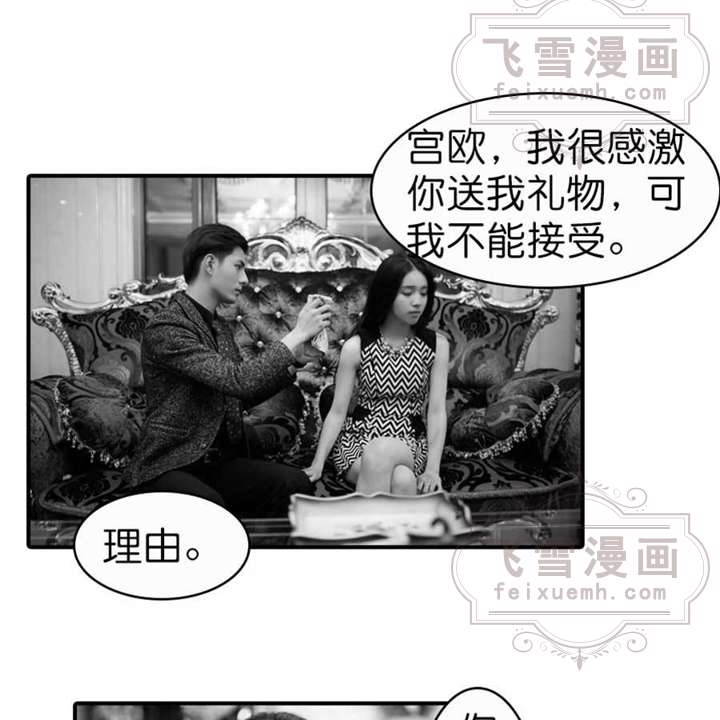 飞雪漫画
feixuemh.com
宫欧，我很感激
你送我礼物，可
我不能接受。
理由。
飞雪漫画
feixuemh.com